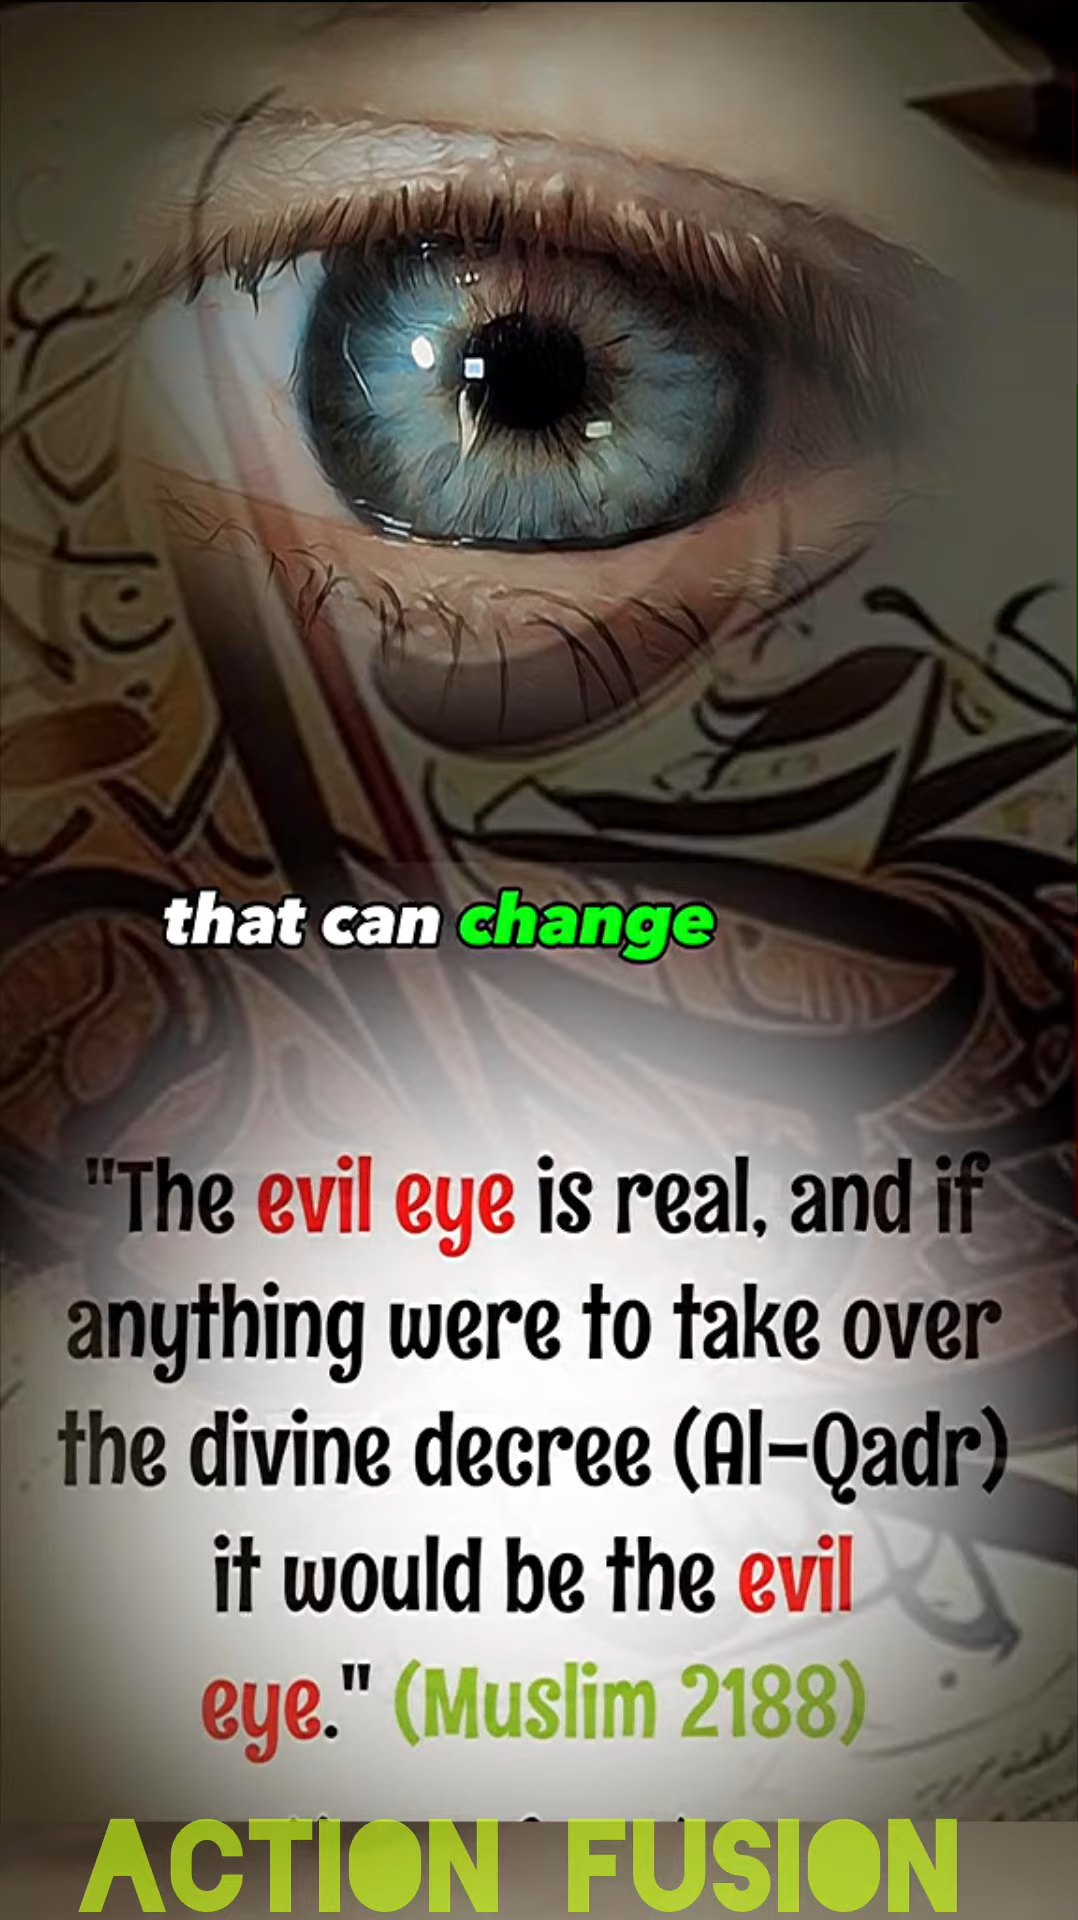 that can change
"The evil eye is real, and if
anything were to take over
the divine decree (Al-Qadr)
it would be the evil
eye." (Muslim 2188)
ACTION FUSION